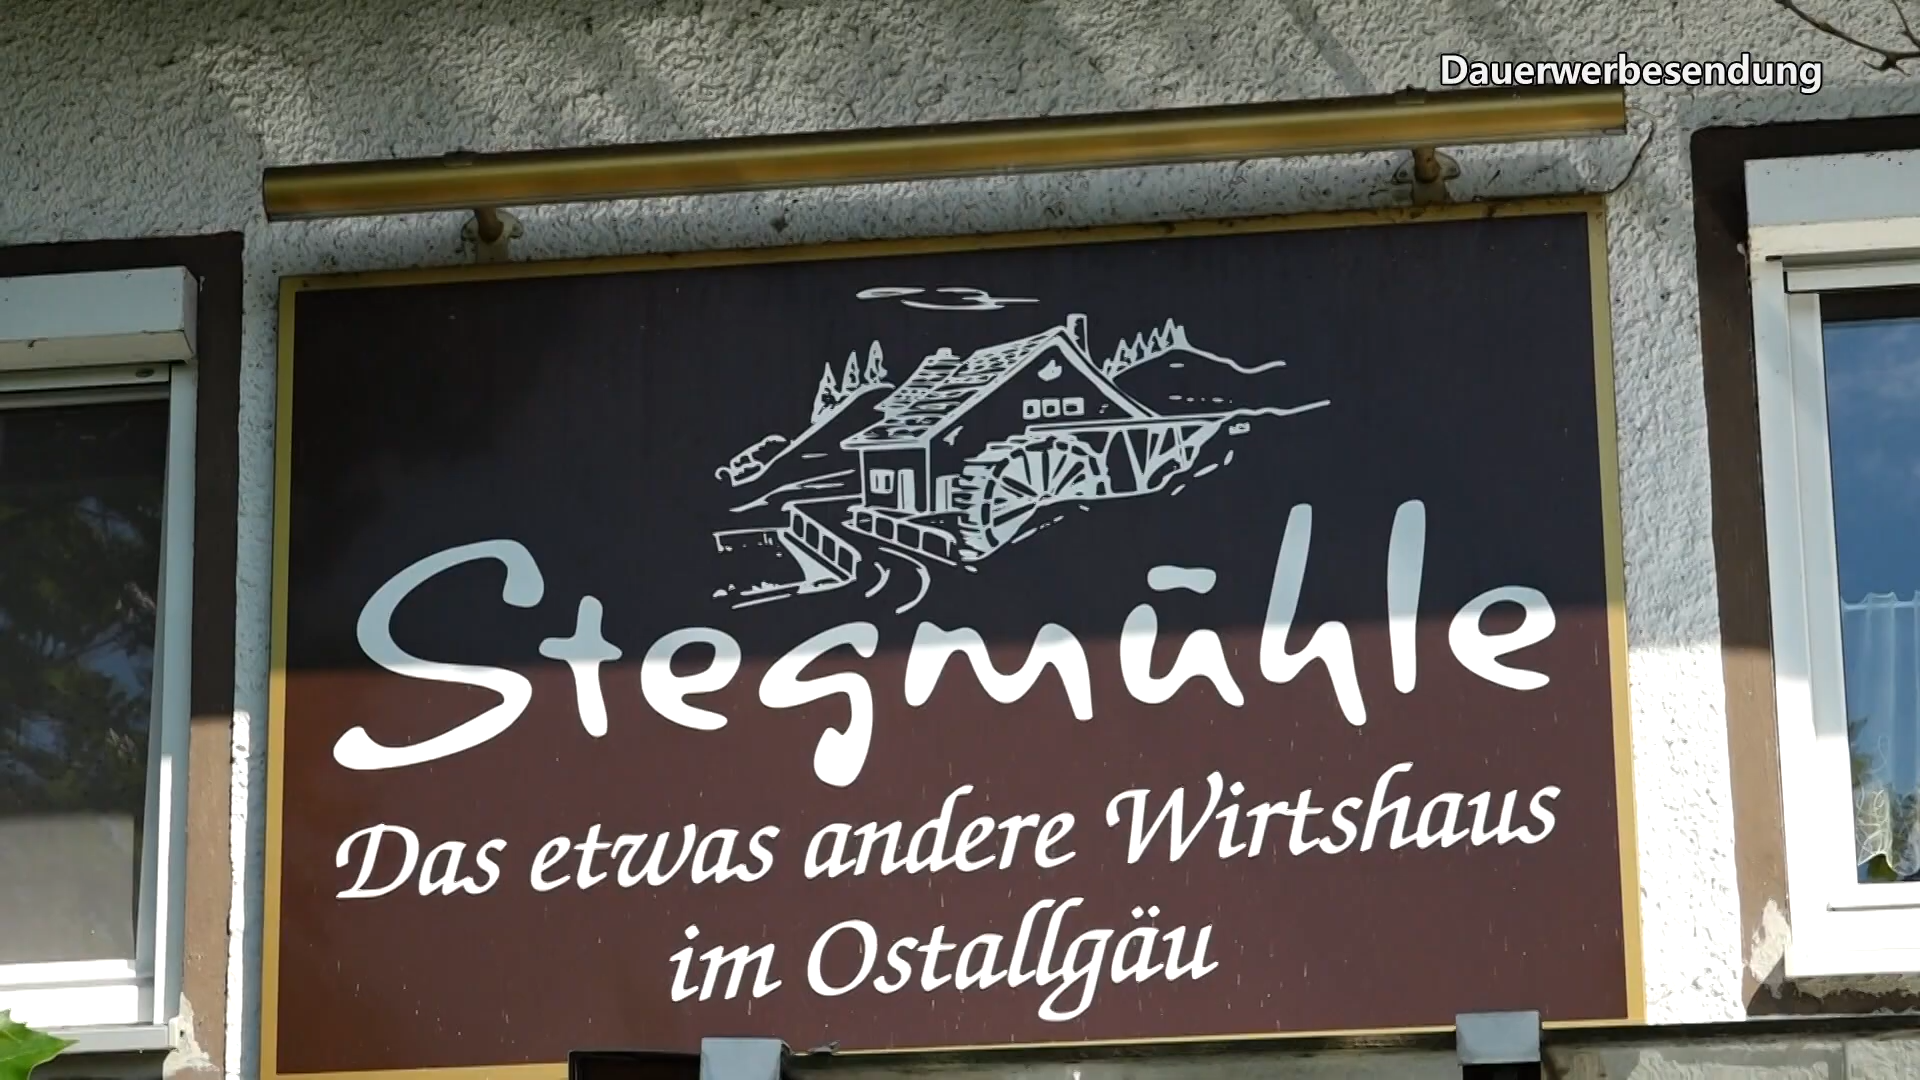 Dauerwerbesendung
Stegmühle
Das etwas andere Wirtshaus
im Ostallgäu